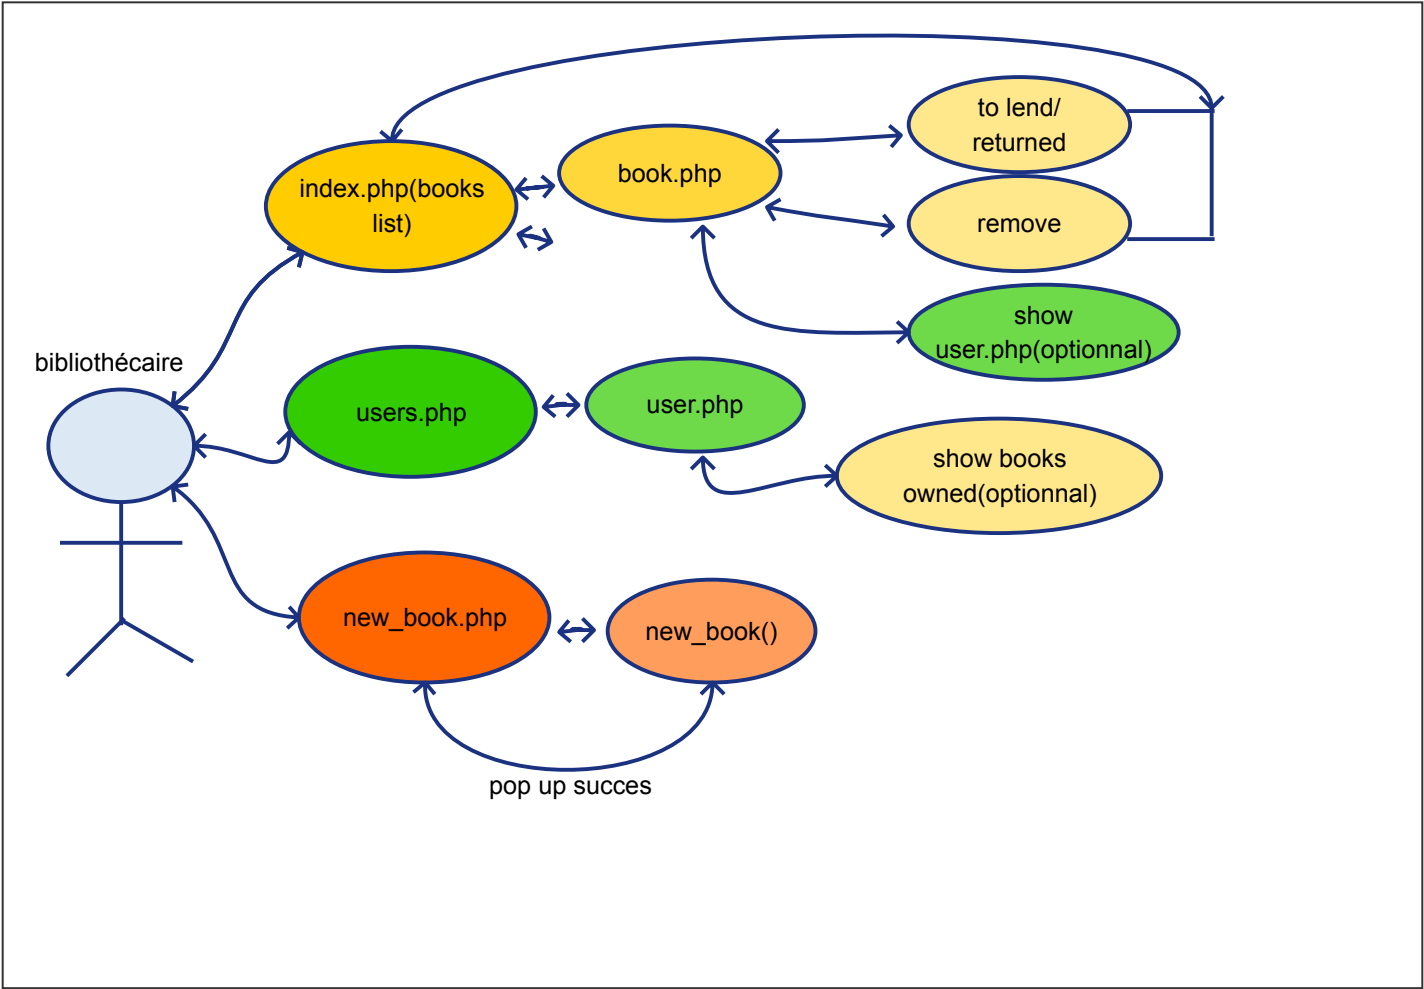 to lend/
returned
index.php(books
list)
book.php
remove
show
user.php(optionnal)
bibliothécaire
users.php
user.php
show books
owned(optionnal)
new_book.php
new_book()
pop up succes